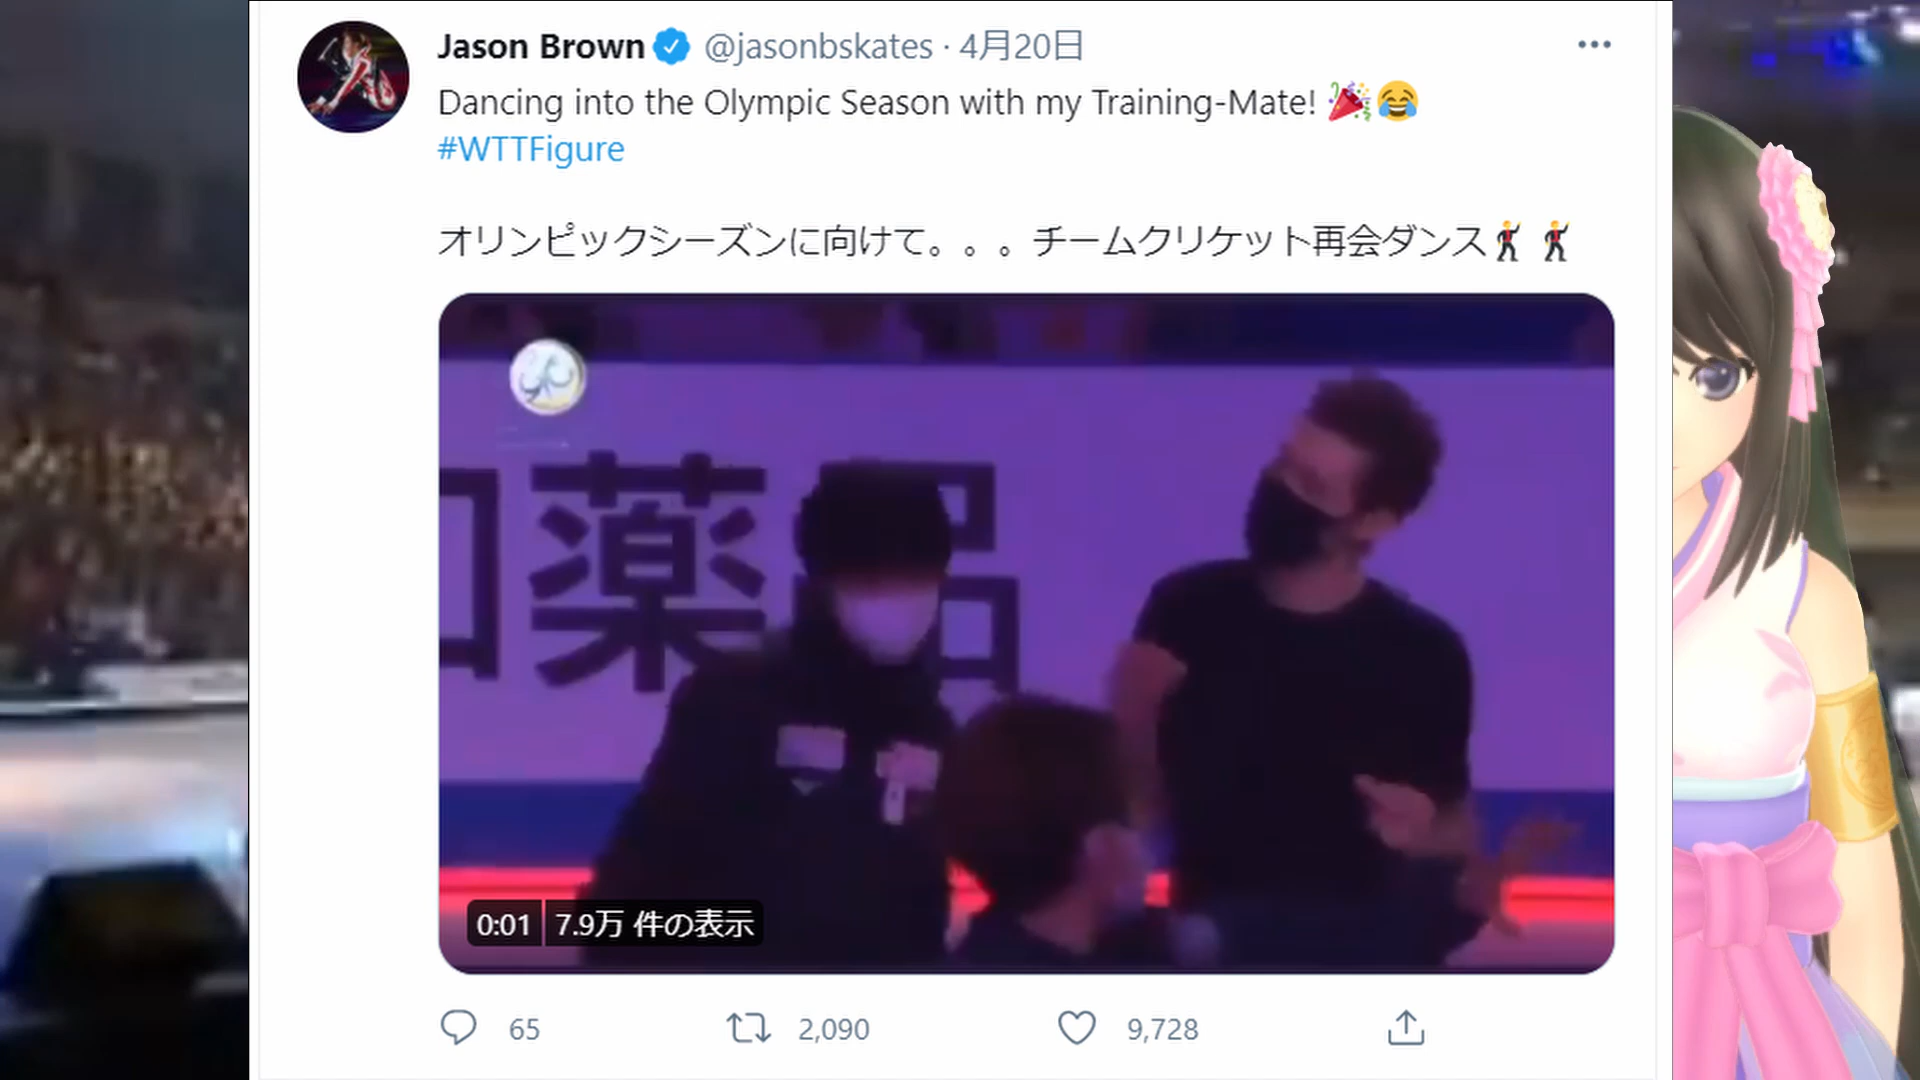 Jason Brown @jasonbskates · 4月20日
Dancing into the Olympic Season with my Training-Mate! 🎉😂
#WTTFigure
オリンピックシーズンに向けて。。。チームクリケット再会ダンス🕺🕺
薬品
0:01 7.9万 件の表示
65 2,090 9,728